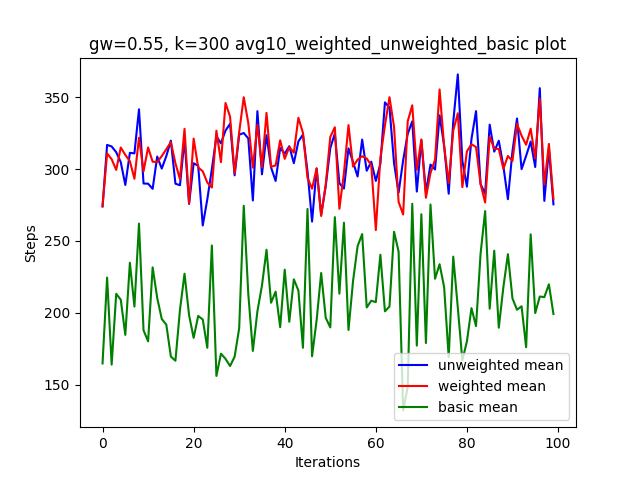 gw=0.55, k=300 avg10_weighted_unweighted_basic plot
Steps
350
300
250
200
150
0 20 40 60 80 100
Iterations
unweighted mean
weighted mean
basic mean